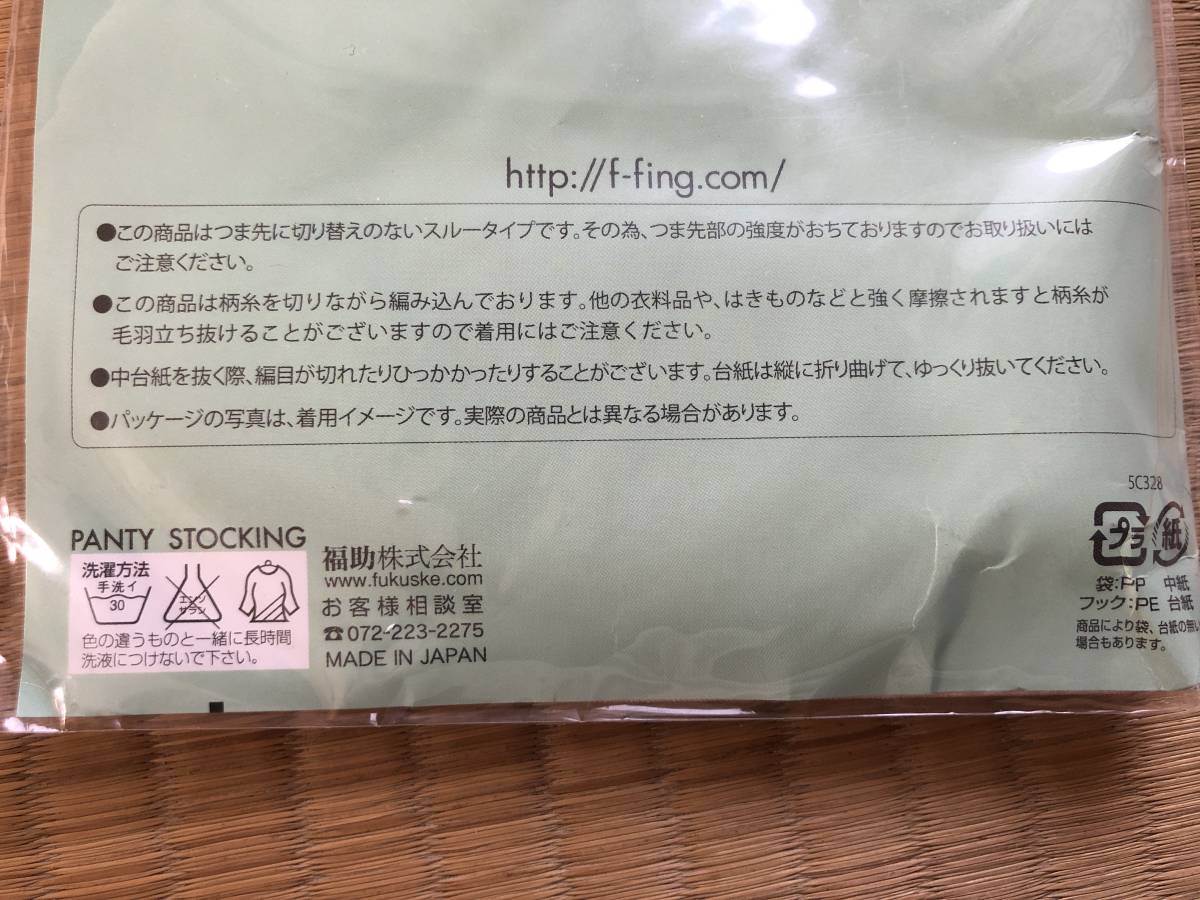 http://f-fing.com/
●この商品はつま先に切り替えのないスルータイプです。その為、つま先部の強度がおちておりますのでお取り扱いには
ご注意ください。
●この商品は柄糸を切りながら編み込んでおります。他の衣料品や、はきものなどと強く摩擦されますと柄糸が
毛羽立ち抜けることがございますので着用にはご注意ください。
●中台紙を抜く際、編目が切れたりひっかかったりすることがございます。台紙は縦に折り曲げて、ゆっくり抜いてください。
●パッケージの写真は、着用イメージです。実際の商品とは異なる場合があります。
5C328
PANTY STOCKING
洗濯方法
手洗イ
30
エンソ
サラシ
色の違うものと一緒に長時間
洗液につけないで下さい。
福助株式会社
www.fukuske.com
お客様相談室
☎072-223-2275
MADE IN JAPAN
プラ 紙
袋:PP 中紙
フック:PE 台紙
商品により袋、台紙の無い
場合もあります。